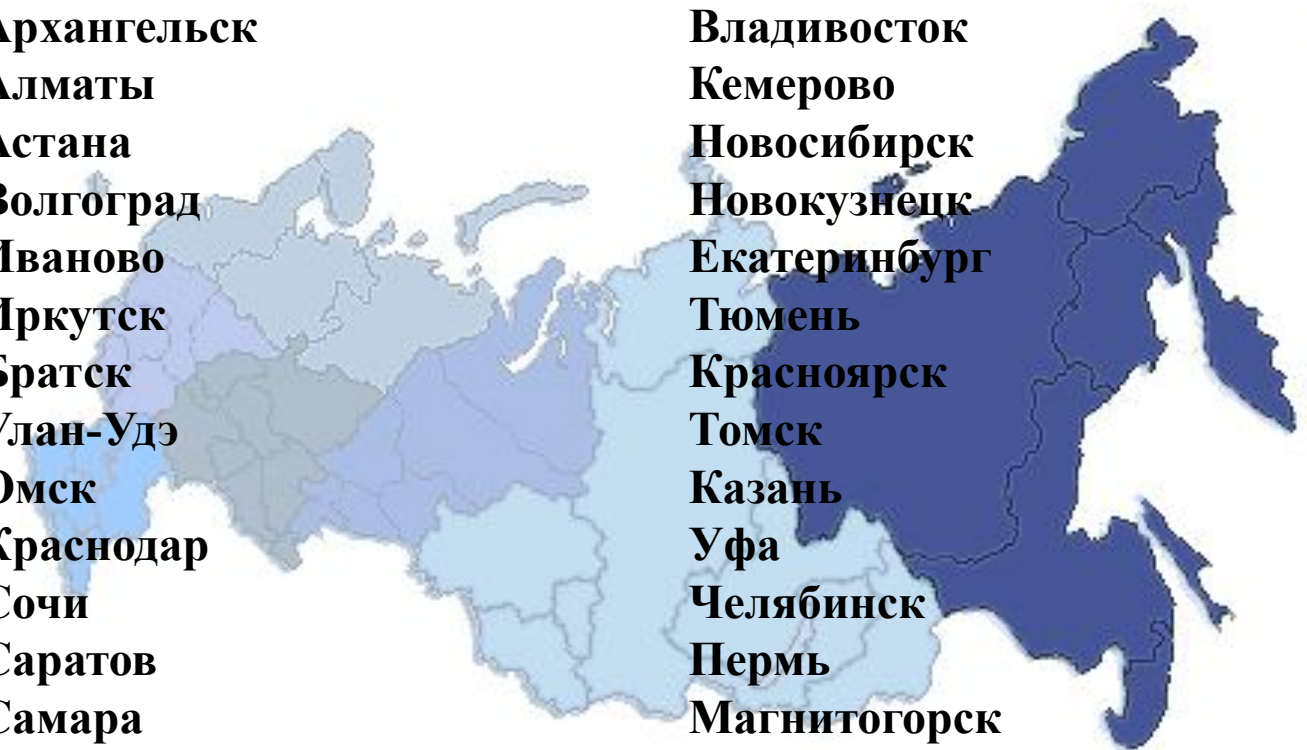 Архангельск
Алматы
Астана
Волгоград
Иваново
Иркутск
Братск
Улан-Удэ
Омск
Краснодар
Сочи
Саратов
Самара
Владивосток
Кемерово
Новосибирск
Новокузнецк
Екатеринбург
Тюмень
Красноярск
Томск
Казань
Уфа
Челябинск
Пермь
Магнитогорск